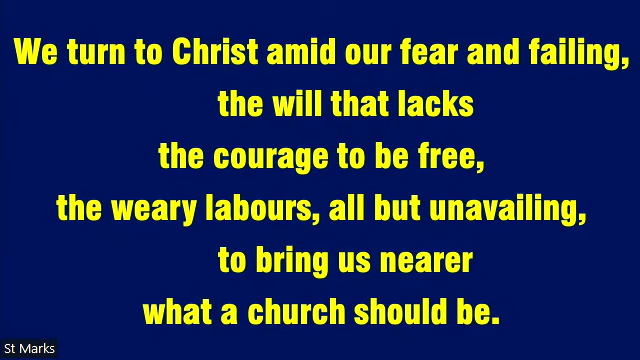 We turn to Christ amid our fear and failing,
the will that lacks
the courage to be free,
the weary labours, all but unavailing,
to bring us nearer
what a church should be.
St Marks